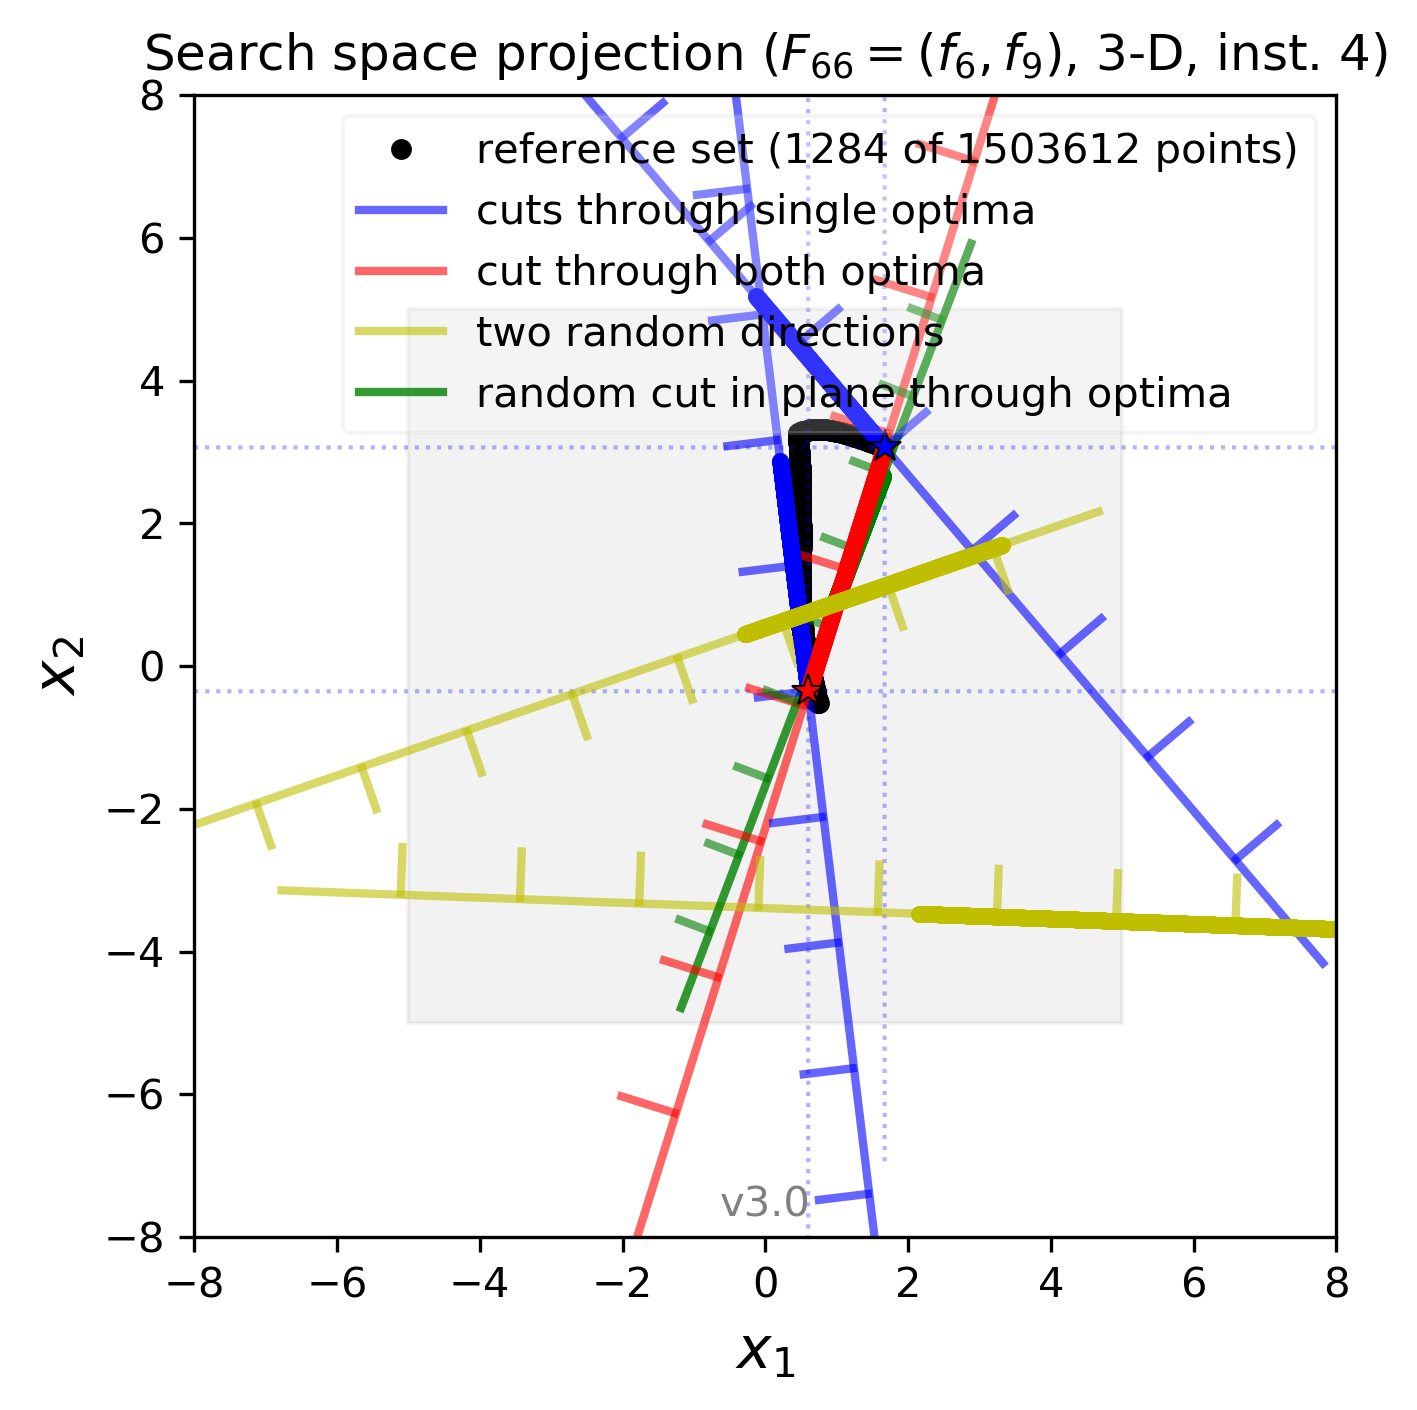 Search space projection (F₆₆ = (f₆, f₉), 3-D, inst. 4)
8
6
4
2
0
−2
−4
−6
−8
x₂
reference set (1284 of 1503612 points)
cuts through single optima
cut through both optima
two random directions
random cut in plane through optima
v3.0
−8 −6 −4 −2 0 2 4 6 8
x₁